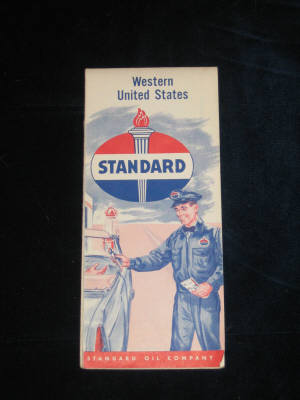 Western
United States
STANDARD
STANDARD OIL COMPANY